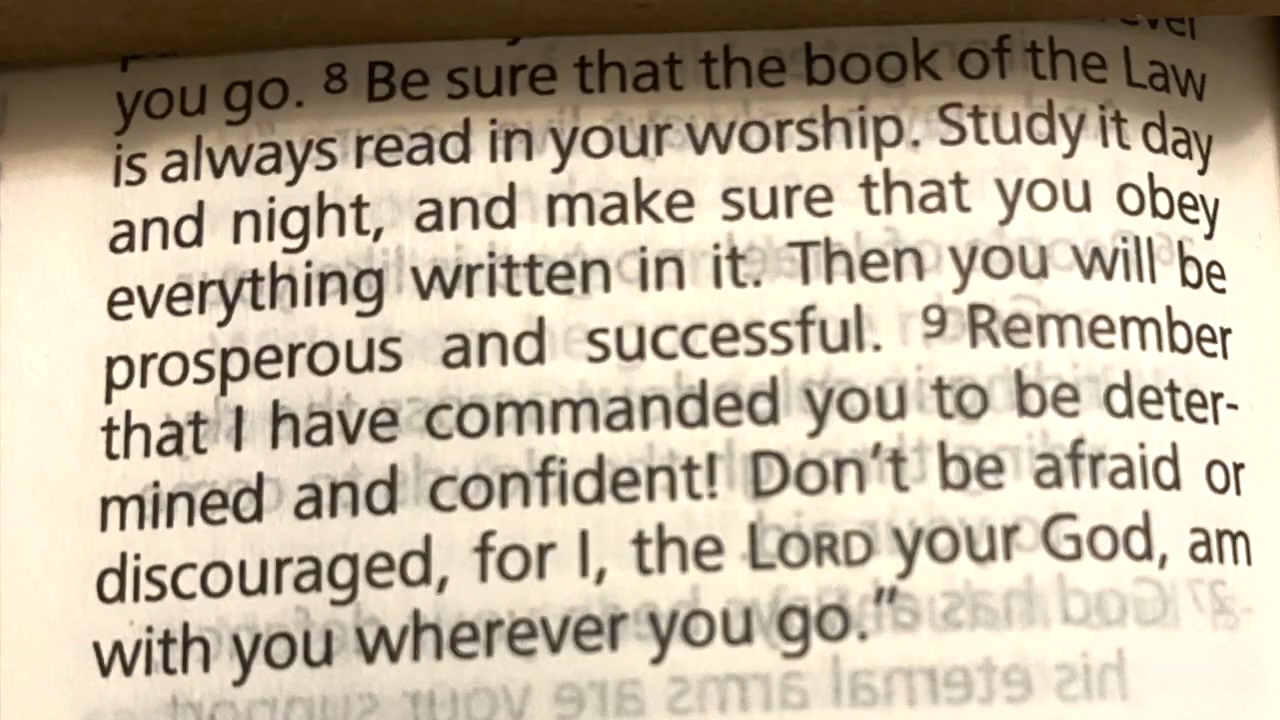 you go. 8 Be sure that the book of the Law
is always read in your worship. Study it day
and night, and make sure that you obey
everything written in it. Then you will be
prosperous and successful. 9 Remember
that I have commanded you to be deter-
mined and confident! Don't be afraid or
discouraged, for I, the LORD your God, am
with you wherever you go."